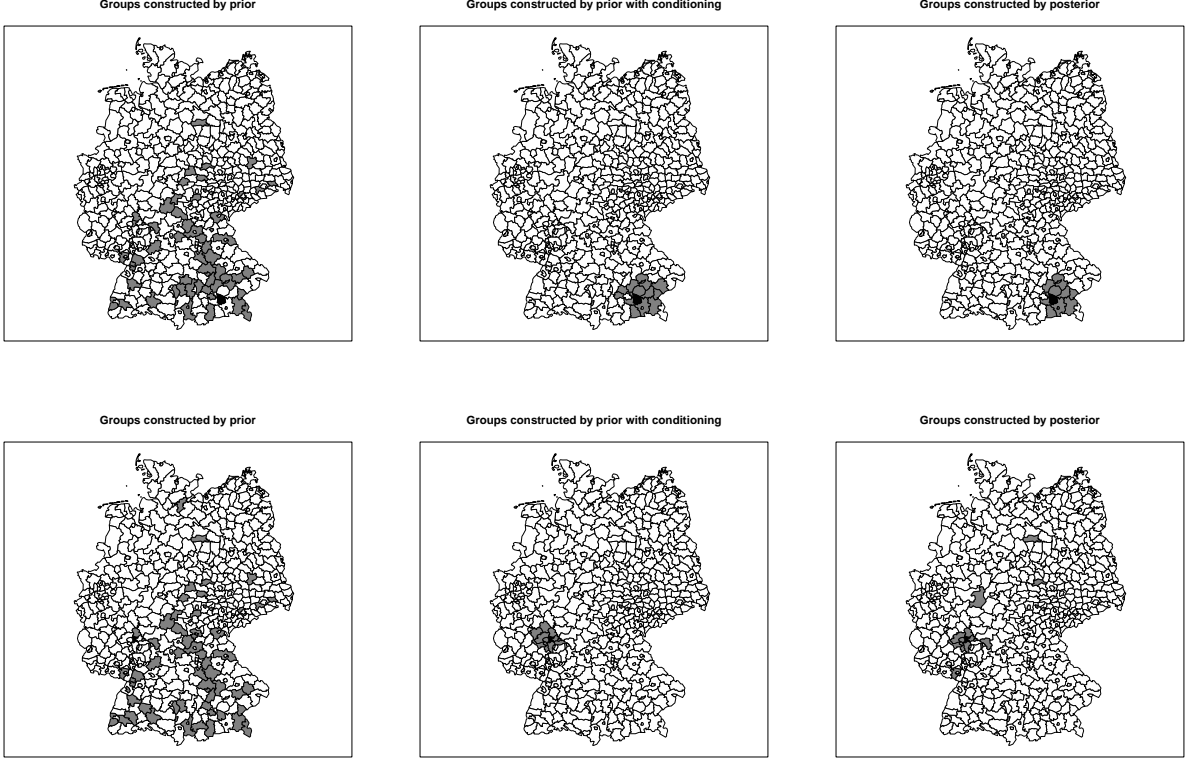 Groups constructed by prior
Groups constructed by prior with conditioning
Groups constructed by posterior
Groups constructed by prior
Groups constructed by prior with conditioning
Groups constructed by posterior